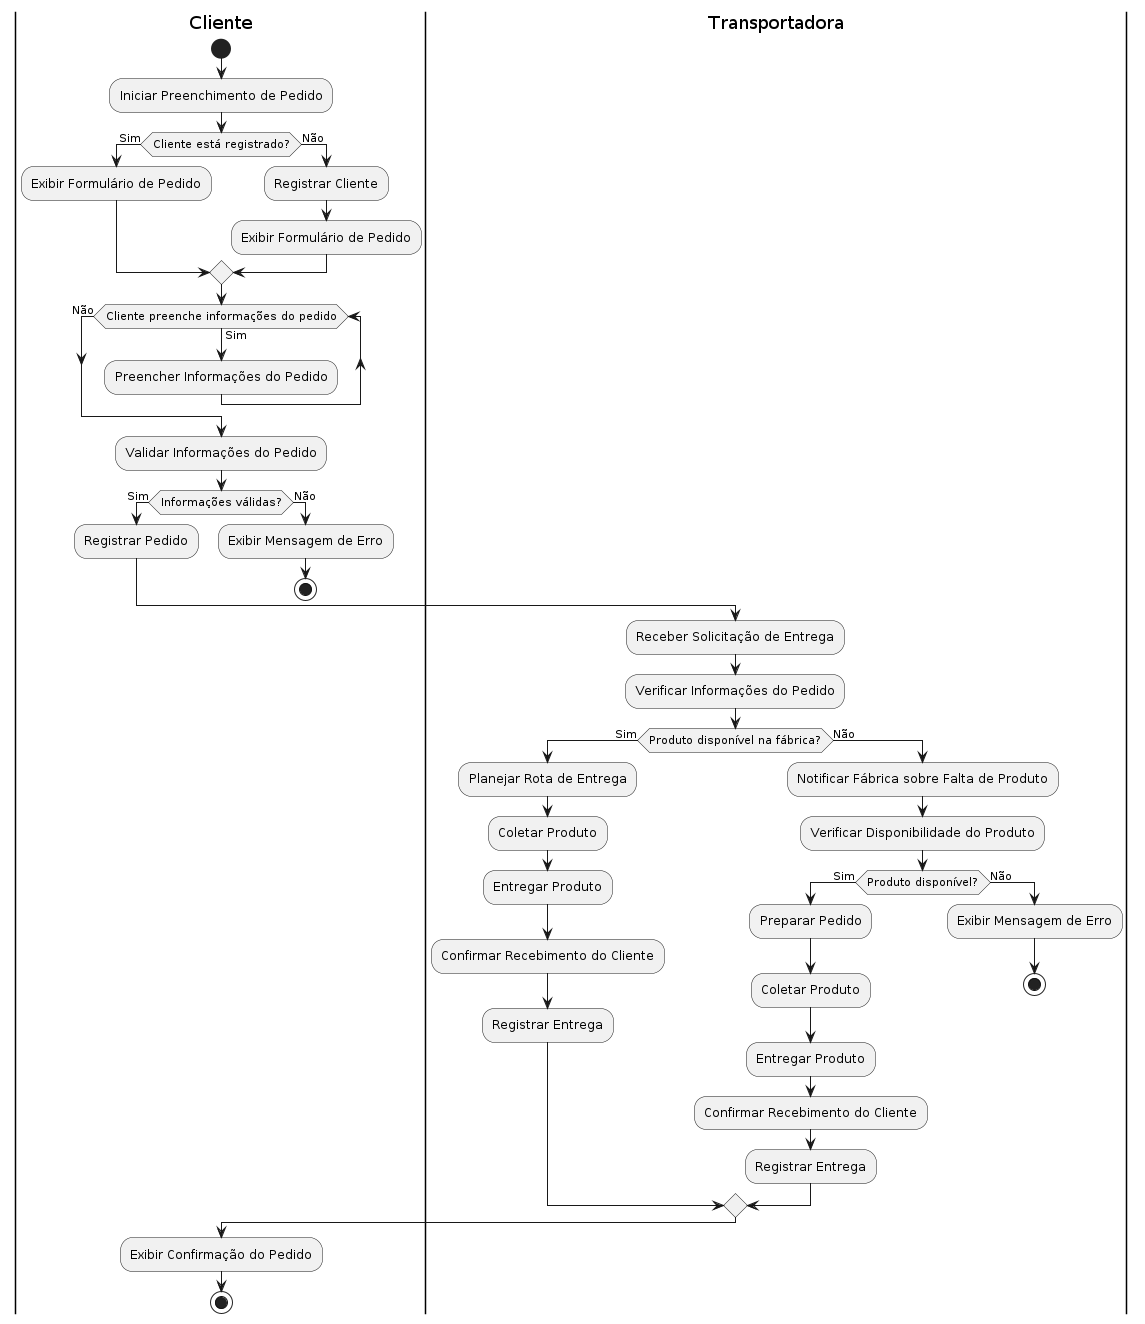 Cliente
Transportadora
Iniciar Preenchimento de Pedido
Cliente está registrado?
Sim
Não
Exibir Formulário de Pedido
Registrar Cliente
Exibir Formulário de Pedido
Cliente preenche informações do pedido
Não
Sim
Preencher Informações do Pedido
Validar Informações do Pedido
Informações válidas?
Sim
Não
Registrar Pedido
Exibir Mensagem de Erro
Receber Solicitação de Entrega
Verificar Informações do Pedido
Produto disponível na fábrica?
Sim
Não
Planejar Rota de Entrega
Coletar Produto
Entregar Produto
Confirmar Recebimento do Cliente
Registrar Entrega
Notificar Fábrica sobre Falta de Produto
Verificar Disponibilidade do Produto
Produto disponível?
Sim
Não
Preparar Pedido
Coletar Produto
Entregar Produto
Confirmar Recebimento do Cliente
Registrar Entrega
Exibir Mensagem de Erro
Exibir Confirmação do Pedido